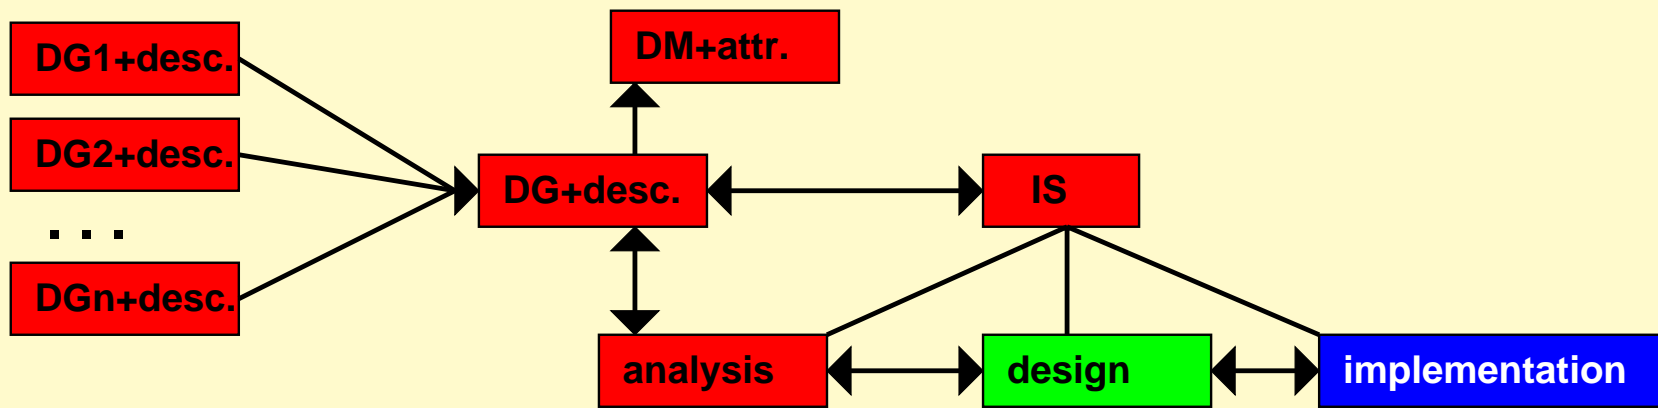 DG1+desc.
DM+attr.
DG2+desc.
DG+desc.
IS
. . .
DGn+desc.
analysis
design
implementation